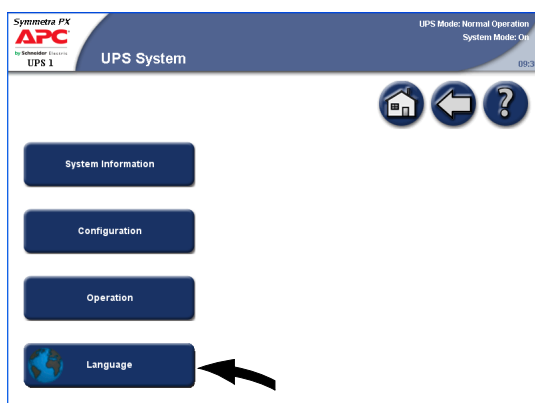 Symmetra PX
APC
by Schneider Electric
UPS 1
UPS System
UPS Mode: Normal Operation
System Mode: On
?
System Information
Configuration
Operation
Language